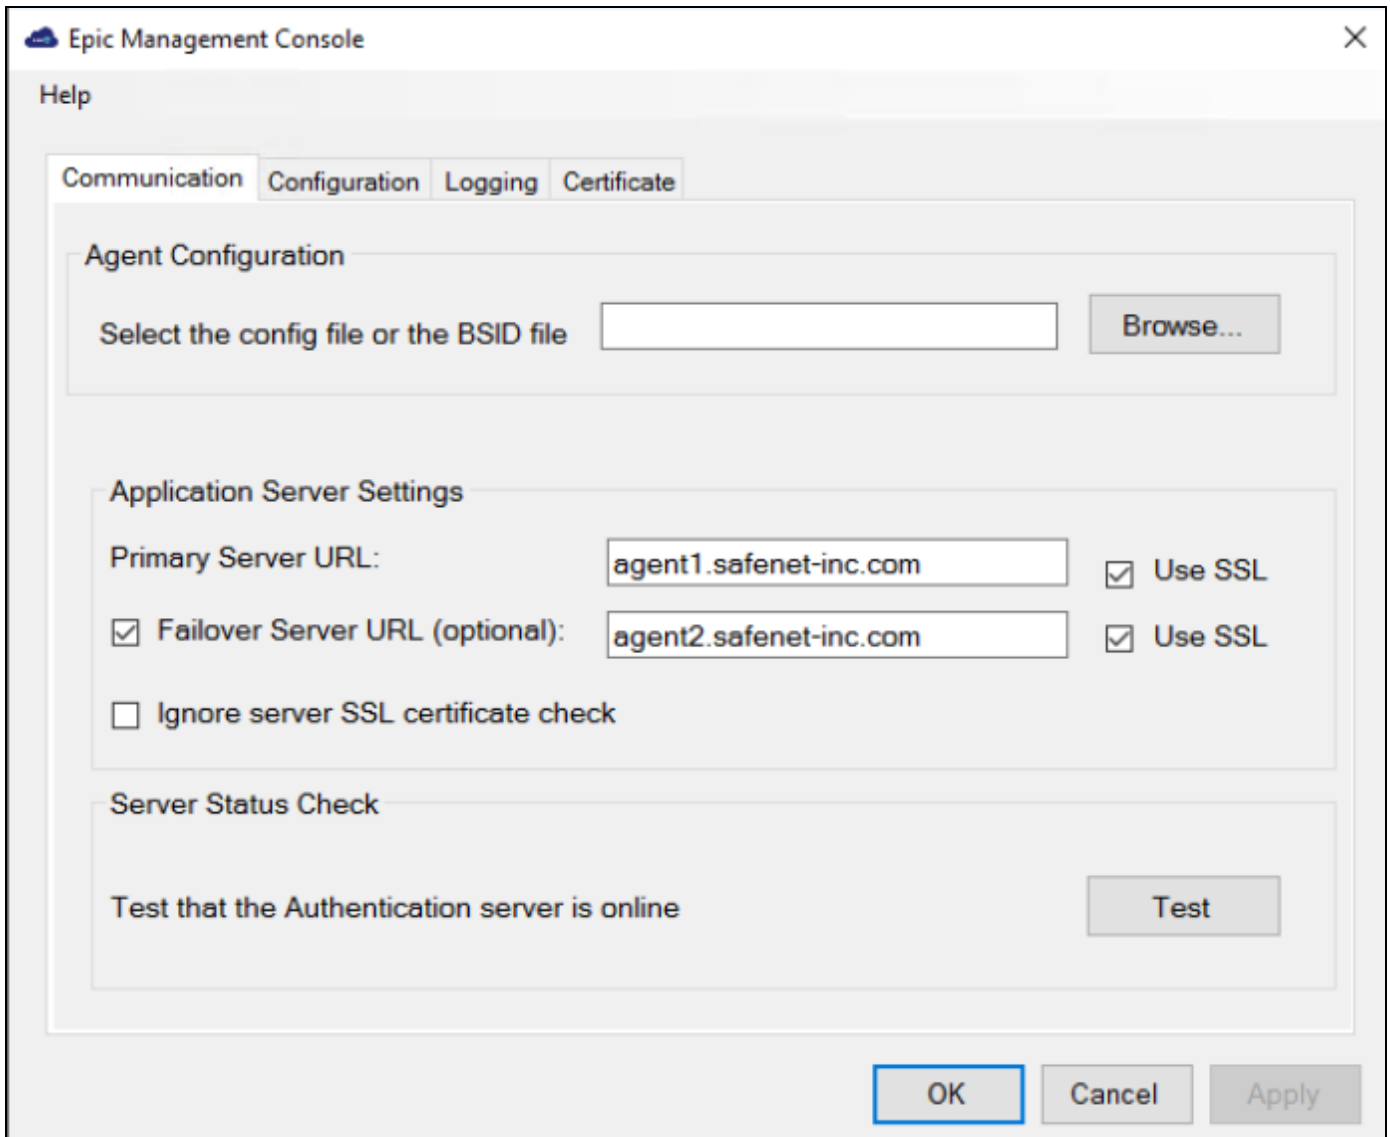 Epic Management Console
Help
Communication Configuration Logging Certificate
Agent Configuration
Select the config file or the BSID file Browse...
Application Server Settings
Primary Server URL: agent1.safenet-inc.com Use SSL
Failover Server URL (optional): agent2.safenet-inc.com Use SSL
Ignore server SSL certificate check
Server Status Check
Test that the Authentication server is online Test
OK Cancel Apply